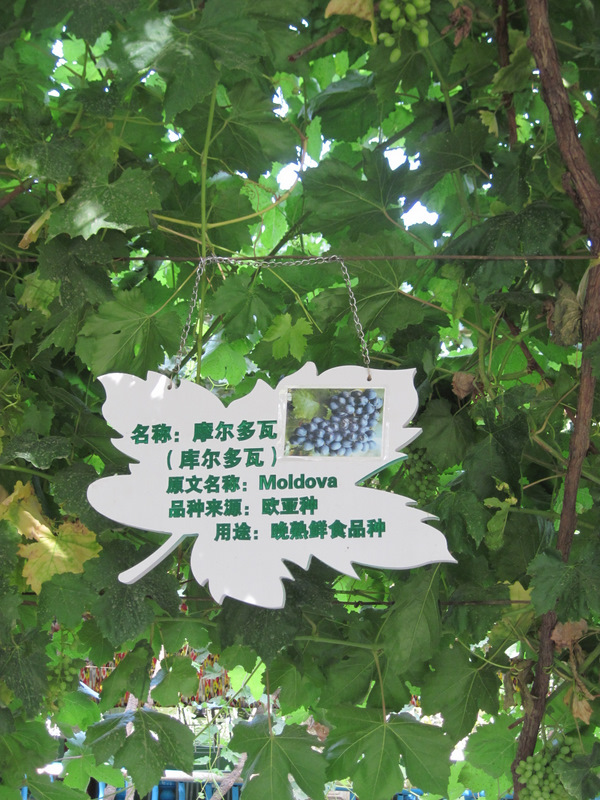 名称：摩尔多瓦
（库尔多瓦）
原文名称：Moldova
品种来源：欧亚种
用途：晚熟鲜食品种